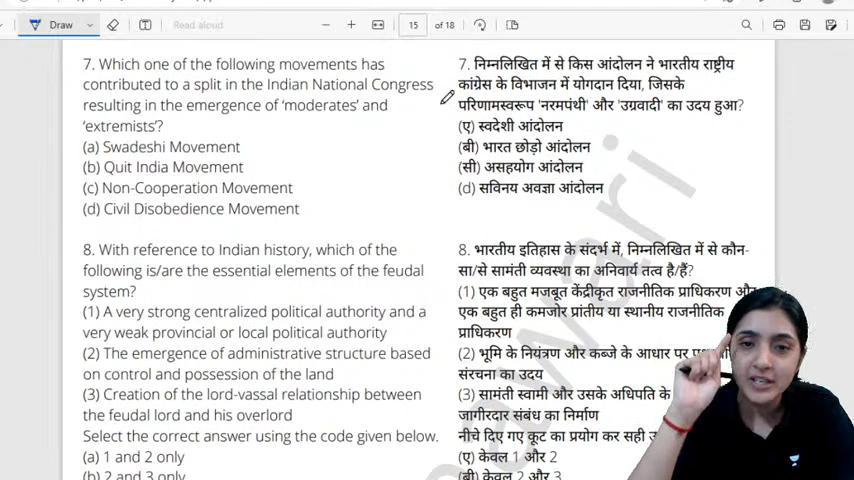 Draw
Read aloud
15
of 18
7. Which one of the following movements has
contributed to a split in the Indian National Congress
resulting in the emergence of ‘moderates’ and
‘extremists’?
(a) Swadeshi Movement
(b) Quit India Movement
(c) Non-Cooperation Movement
(d) Civil Disobedience Movement
8. With reference to Indian history, which of the
following is/are the essential elements of the feudal
system?
(1) A very strong centralized political authority and a
very weak provincial or local political authority
(2) The emergence of administrative structure based
on control and possession of the land
(3) Creation of the lord-vassal relationship between
the feudal lord and his overlord
Select the correct answer using the code given below.
(a) 1 and 2 only
(b) 2 and 3 only
7. निम्नलिखित में से किस आंदोलन ने भारतीय राष्ट्रीय
कांग्रेस के विभाजन में योगदान दिया, जिसके
परिणामस्वरूप 'नरमपंथी' और 'उग्रवादी' का उदय हुआ?
(ए) स्वदेशी आंदोलन
(बी) भारत छोड़ो आंदोलन
(सी) असहयोग आंदोलन
(d) सविनय अवज्ञा आंदोलन
8. भारतीय इतिहास के संदर्भ में, निम्नलिखित में से कौन-
सा/से सामंती व्यवस्था का अनिवार्य तत्व है/हैं?
(1) एक बहुत मजबूत केंद्रीकृत राजनीतिक प्राधिकरण और
एक बहुत ही कमजोर प्रांतीय या स्थानीय राजनीतिक
प्राधिकरण
(2) भूमि के नियंत्रण और कब्जे के आधार पर
संरचना का उदय
(3) सामंती स्वामी और उसके अधिपति के
जागीरदार संबंध का निर्माण
नीचे दिए गए कूट का प्रयोग कर सही
(ए) केवल 1 और 2
(बी) केवल 2 और 3